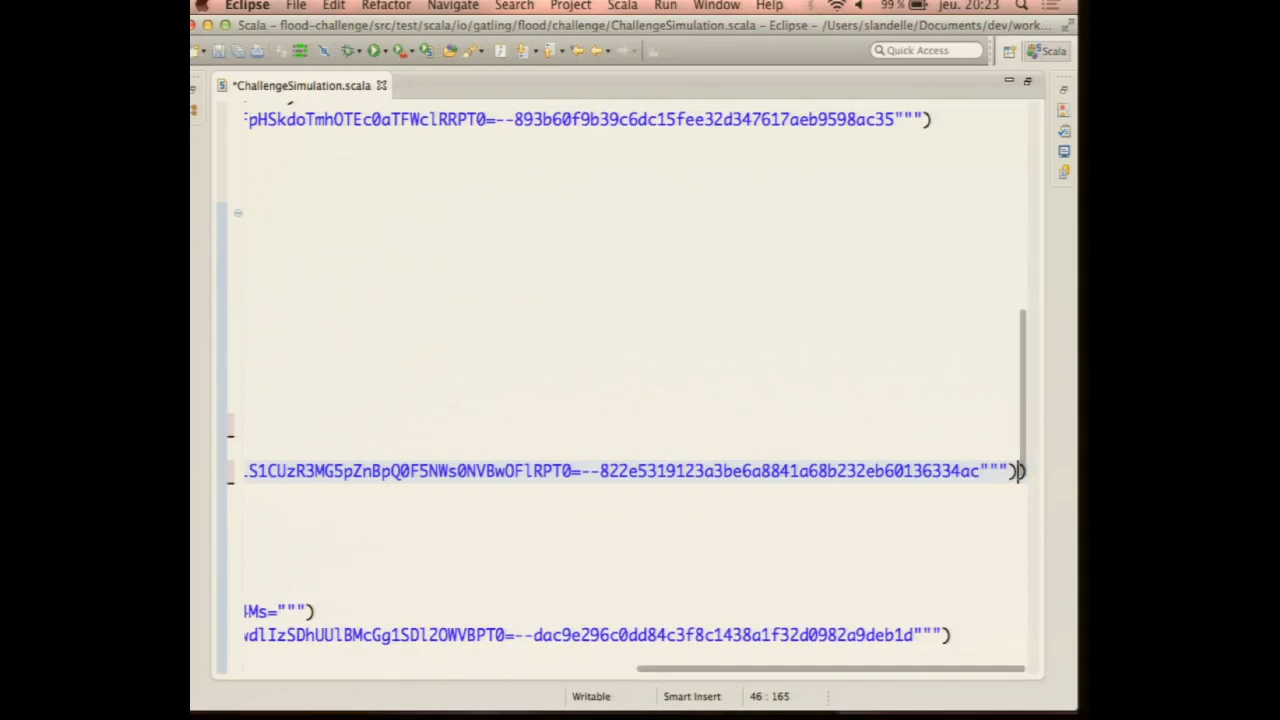 Eclipse File Edit Refactor Navigate Search Project Scala Run Window Help 99 % jeu. 20:23
Scala – flood-challenge/src/test/scala/io/gatling/flood/challenge/ChallengeSimulation.scala – Eclipse – /Users/slandelle/Documents/dev/work...
Quick Access Scala
*ChallengeSimulation.scala
pHSkdoTmhOTEc0aTFWclRRPT0=--893b60f9b39c6dc15fee32d347617aeb9598ac35""")
.S1CUzR3MG5pZnBpQ0F5NWs0NVBwOFlRPT0=--822e5319123a3be6a8841a68b232eb60136334ac"""))
Ms=""")
dlIzSDhUUlBMcGg1SDl2OWVBPT0=--dac9e296c0dd84c3f8c1438a1f32d0982a9deb1d""")
Writable Smart Insert 46 : 165